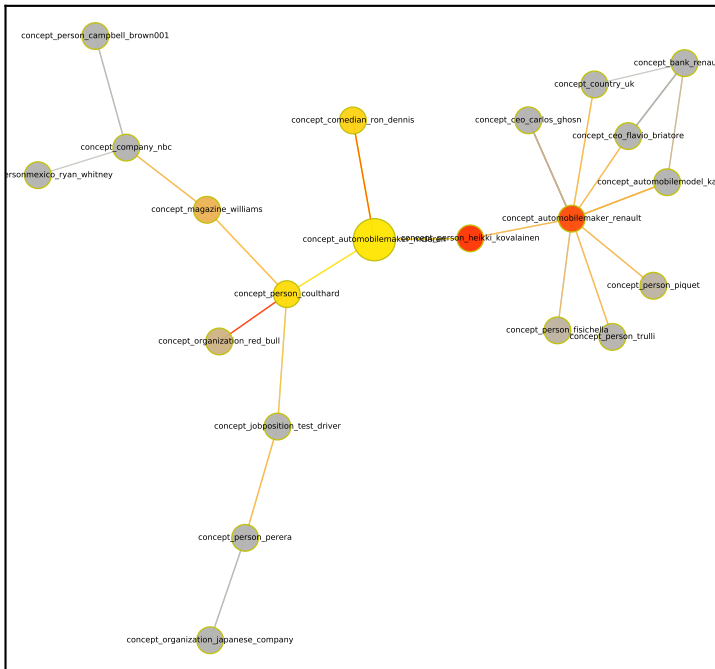 concept_person_campbell_brown001
concept_bank_renau
concept_country_uk
concept_comedian_ron_dennis
concept_ceo_carlos_ghosn
concept_ceo_flavio_briatore
concept_company_nbc
ersonmexico_ryan_whitney
concept_automobilemodel_ka
concept_magazine_williams
concept_automobilemaker_renault
concept_person_heikki_kovalainen
concept_person_coulthard
concept_person_piquet
concept_person_fisichella
concept_person_trulli
concept_organization_red_bull
concept_jobposition_test_driver
concept_person_perera
concept_organization_japanese_company